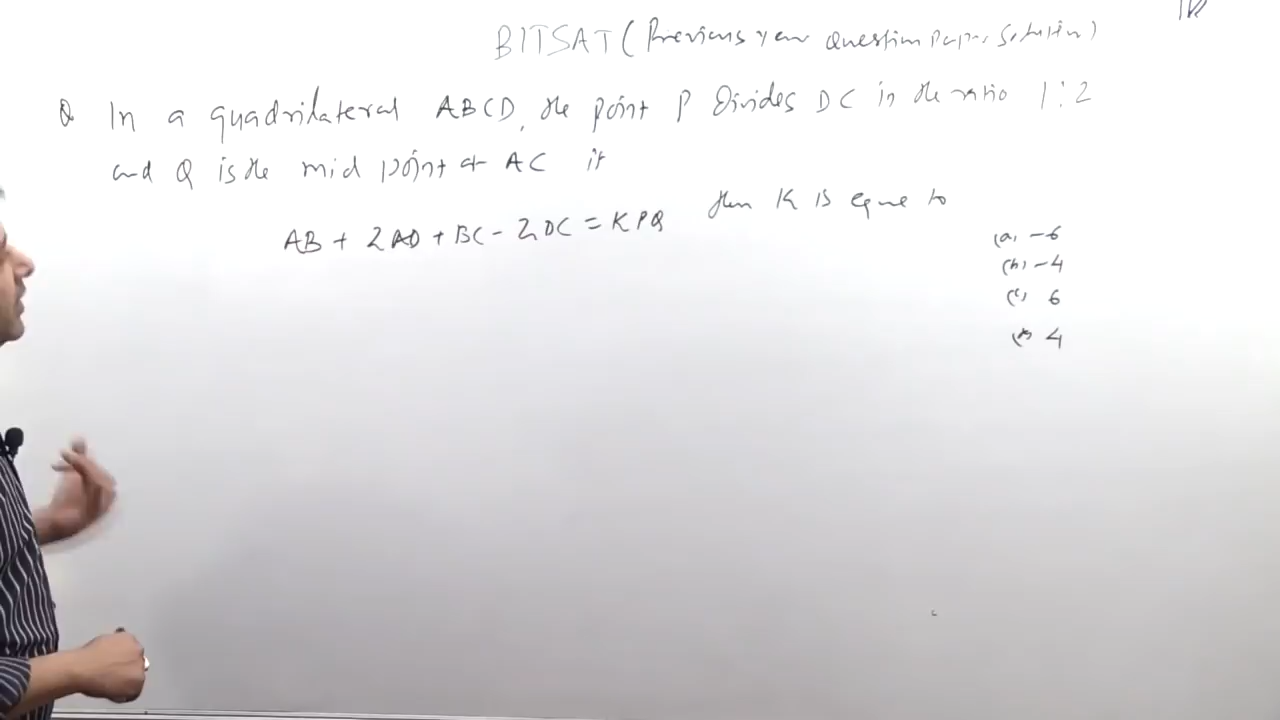 BITSAT (Previous year Question Paper Solution)
Q In a quadrilateral ABCD, the point P Divides DC in the ratio 1:2
and Q is the mid point of AC if
AB + 2AD + BC - 2DC = KPQ then K is equal to
(a) -6
(b) -4
(c) 6
4